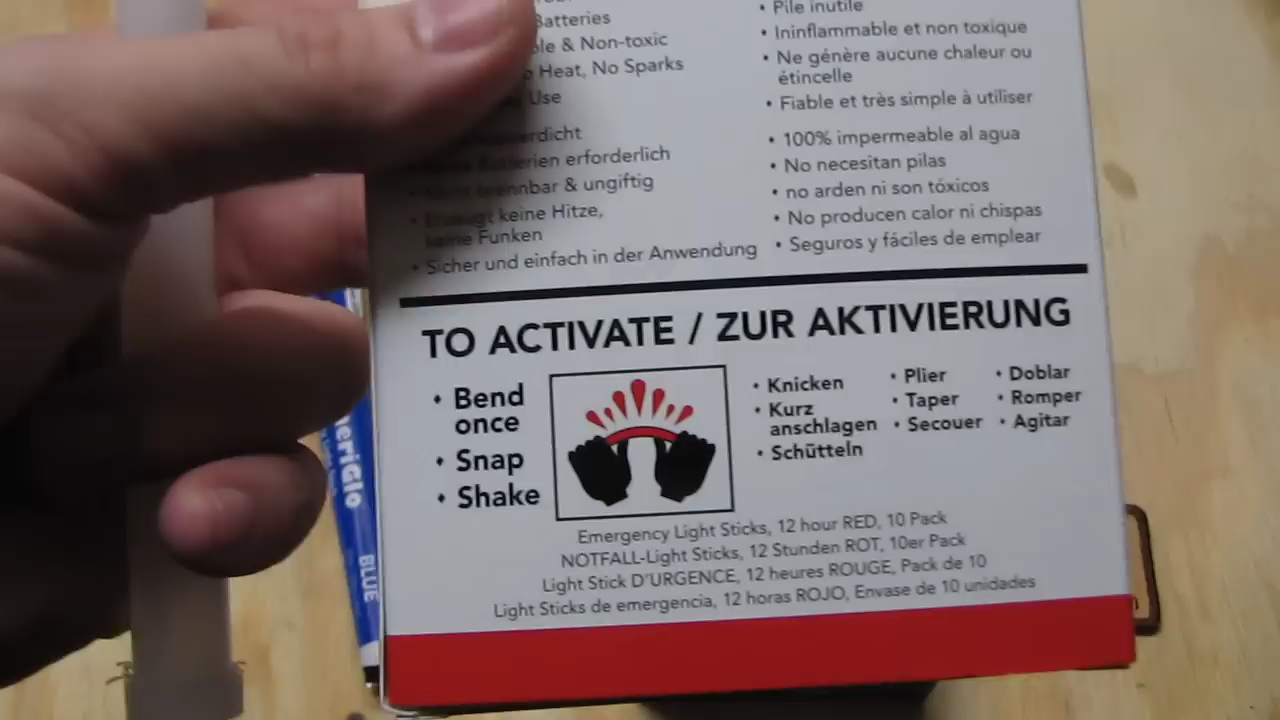 Batteries
& Non-toxic
Heat, No Sparks
Use
erforderlich
& ungiftig
keine Hitze,
keine Funken
• Sicher und einfach in der Anwendung
• Pile inutile
• Ininflammable et non toxique
• Ne génère aucune chaleur ou
étincelle
• Fiable et très simple à utiliser
• 100% impermeable al agua
• No necesitan pilas
• no arden ni son tóxicos
• No producen calor ni chispas
• Seguros y fáciles de emplear
TO ACTIVATE / ZUR AKTIVIERUNG
• Bend
once
• Snap
• Shake
• Knicken
• Kurz
anschlagen
• Schütteln
• Plier
• Taper
• Secouer
• Doblar
• Romper
• Agitar
Emergency Light Sticks, 12 hour RED, 10 Pack
NOTFALL-Light Sticks, 12 Stunden ROT, 10er Pack
Light Stick D'URGENCE, 12 heures ROUGE, Pack de 10
Light Sticks de emergencia, 12 horas ROJO, Envase de 10 unidades
BLUE